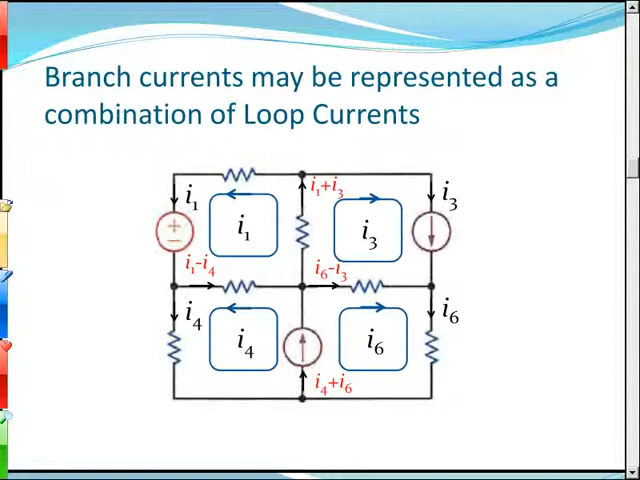 Branch currents may be represented as a
combination of Loop Currents
i₁ i₁+i₃ i₃
i₁ i₃
+
−
i₁-i₄ i₆-i₃
i₄ i₆
i₄ i₆
i₄+i₆